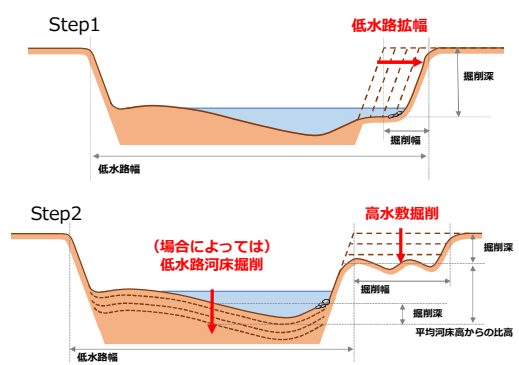 Step1
低水路拡幅
掘削深
掘削幅
低水路幅
Step2
高水敷掘削
(場合によっては)
低水路河床掘削
掘削深
掘削幅
掘削深
平均河床高からの比高
低水路幅